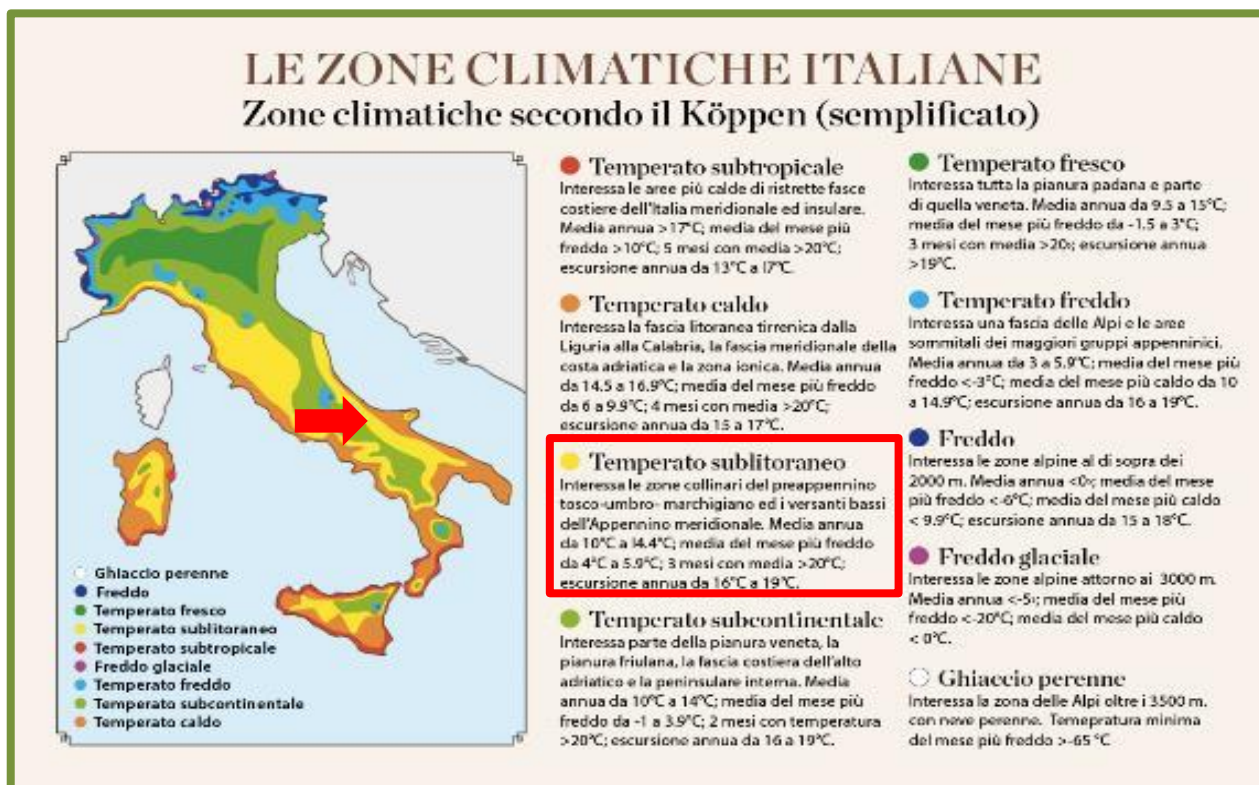 LE ZONE CLIMATICHE ITALIANE
Zone climatiche secondo il Köppen (semplificato)
Ghiaccio perenne
Freddo
Temperato fresco
Temperato sublitoraneo
Temperato subtropicale
Freddo glaciale
Temperato freddo
Temperato subcontinentale
Temperato caldo
Temperato subtropicale
Interessa le aree più calde di ristrette fasce
costiere dell'Italia meridionale ed insulare.
Media annua >17°C; media del mese più
freddo >10°C; 5 mesi con media >20°C;
escursione annua da 13°C a l7°C.
Temperato caldo
Interessa la fascia litoranea tirrenica dalla
Liguria alla Calabria, la fascia meridionale della
costa adriatica e la zona ionica. Media annua
da 14.5 a 16.9°C; media del mese più freddo
da 6 a 9.9°C; 4 mesi con media >20°C;
escursione annua da 15 a 17°C.
Temperato sublitoraneo
Interessa le zone collinari del preappennino
tosco-umbro- marchigiano ed i versanti bassi
dell'Appennino meridionale. Media annua
da 10°C a l4.4°C; media del mese più freddo
da 4°C a 5.9°C; 3 mesi con media >20°C;
escursione annua da 16°C a 19°C.
Temperato subcontinentale
Interessa parte della pianura veneta, la
pianura friulana, la fascia costiera dell'alto
adriatico e la peninsulare interna. Media
annua da 10°C a 14°C; media del mese più
freddo da -1 a 3.9°C; 2 mesi con temperatura
>20°C; escursione annua da 16 a 19°C.
Temperato fresco
Interessa tutta la pianura padana e parte
di quella veneta. Media annua da 9.5 a 15°C;
media del mese più freddo da -1.5 a 3°C;
3 mesi con media >20›; escursione annua
>19°C.
Temperato freddo
Interessa una fascia delle Alpi e le aree
sommitali dei maggiori gruppi appenninici.
Media annua da 3 a 5.9°C; media del mese più
freddo <-3°C; media del mese più caldo da 10
a 14.9°C; escursione annua da 16 a 19°C.
Freddo
Interessa le zone alpine al di sopra dei
2000 m. Media annua <0›; media del mese
più freddo <-6°C; media del mese più caldo
< 9.9°C; escursione annua da 15 a 18°C.
Freddo glaciale
Interessa le zone alpine attorno ai 3000 m.
Media annua <-5›; media del mese più
freddo <-20°C; media del mese più caldo
< 0°C.
Ghiaccio perenne
Interessa la zona delle Alpi oltre i 3500 m.
con neve perenne. Temepratura minima
del mese più freddo >-65 °C